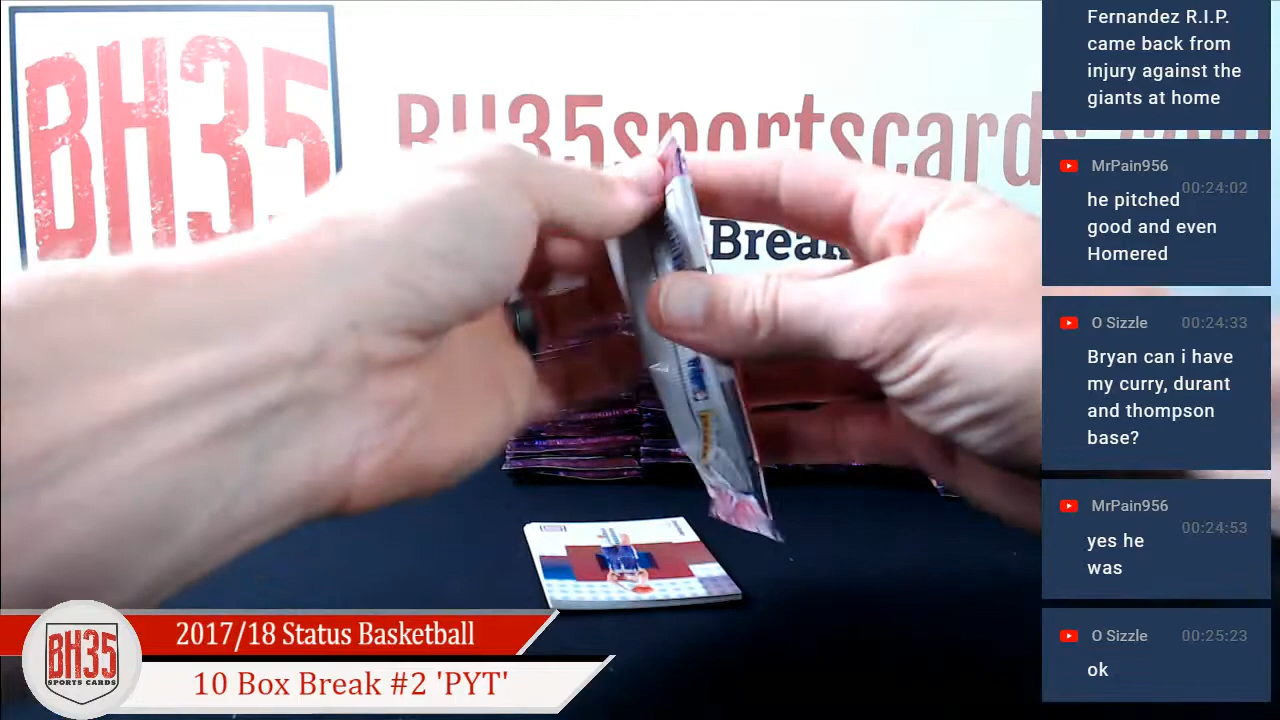 BH35
BH35sportscards.com
Break
Fernandez R.I.P.
came back from
injury against the
giants at home
MrPain956
00:24:02
he pitched
good and even
Homered
O Sizzle 00:24:33
Bryan can i have
my curry, durant
and thompson
base?
MrPain956
00:24:53
yes he
was
O Sizzle 00:25:23
ok
BH35
SPORTS CARDS
2017/18 Status Basketball
10 Box Break #2 'PYT'